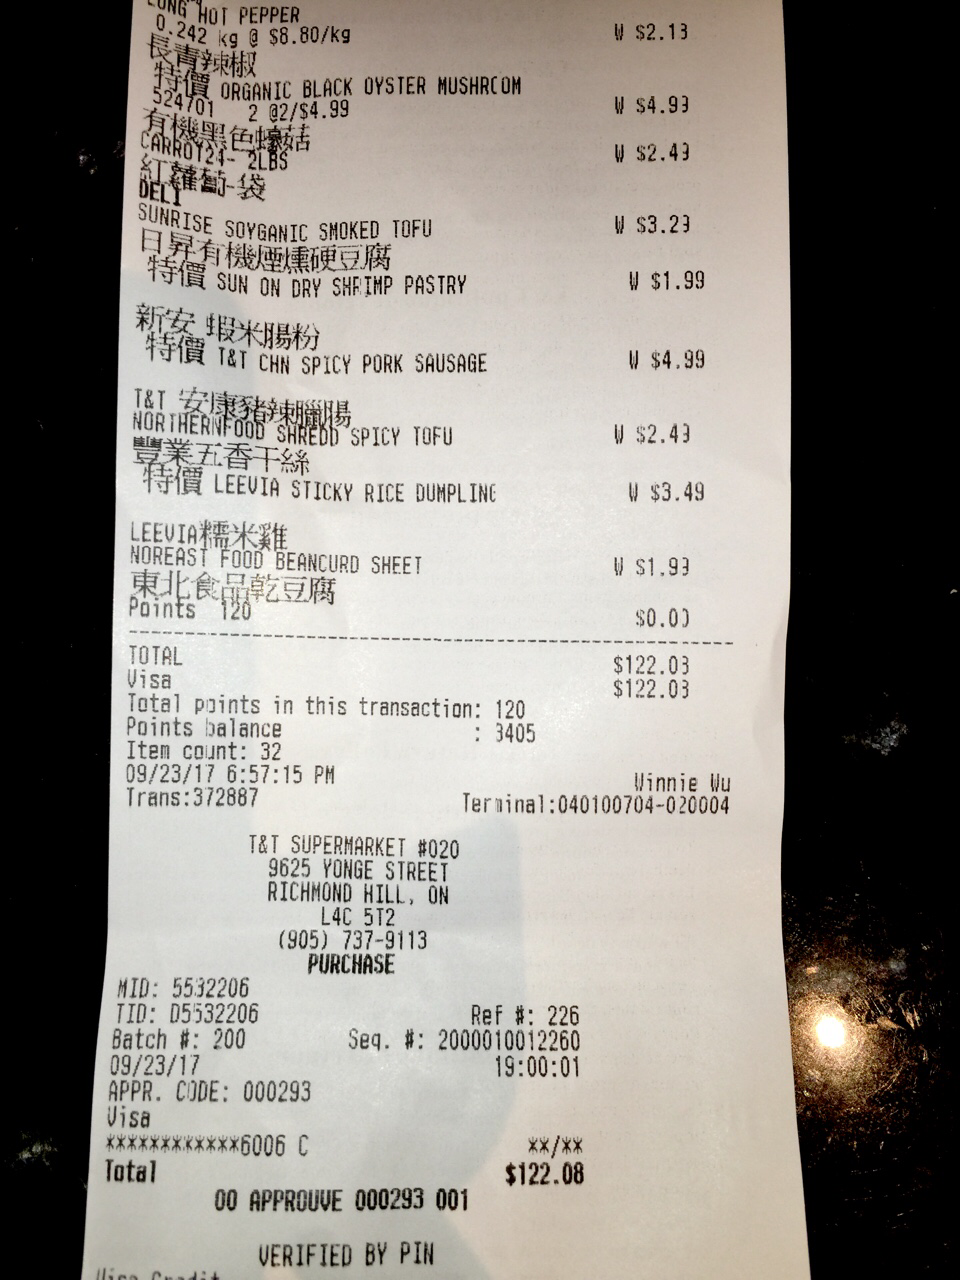 LONG HOT PEPPER
0.242 kg @ $8.80/kg W $2.13
長青辣椒
特價 ORGANIC BLACK OYSTER MUSHROOM
524701 2 @2/$4.99 W $4.99
有機黑色蠔菇
CARROT24- 2LBS W $2.49
紅蘿蔔-袋
DELI
SUNRISE SOYGANIC SMOKED TOFU W $3.29
日昇有機煙燻硬豆腐
特價 SUN ON DRY SHRIMP PASTRY W $1.99
新安 蝦米腸粉
特價 T&T CHN SPICY PORK SAUSAGE W $4.99
T&T 安康豬辣臘腸
NORTHERNFOOD SHREDD SPICY TOFU W $2.49
豐業五香干絲
特價 LEEVIA STICKY RICE DUMPLING W $3.49
LEEVIA糯米雞
NOREAST FOOD BEANCURD SHEET W $1.99
東北食品乾豆腐
Points 120 $0.00
TOTAL $122.08
Visa $122.08
Total points in this transaction: 120
Points balance : 3405
Item count: 32
09/23/17 6:57:15 PM Winnie Wu
Trans:372887 Terminal:040100704-020004
T&T SUPERMARKET #020
9625 YONGE STREET
RICHMOND HILL, ON
L4C 5T2
(905) 737-9113
PURCHASE
MID: 5532206
TID: D5532206 Ref #: 226
Batch #: 200 Seq. #: 2000010012260
09/23/17 19:00:01
APPR. CODE: 000293
Visa
************6006 C **/**
Total $122.08
00 APPROUVE 000293 001
VERIFIED BY PIN
Visa Credit